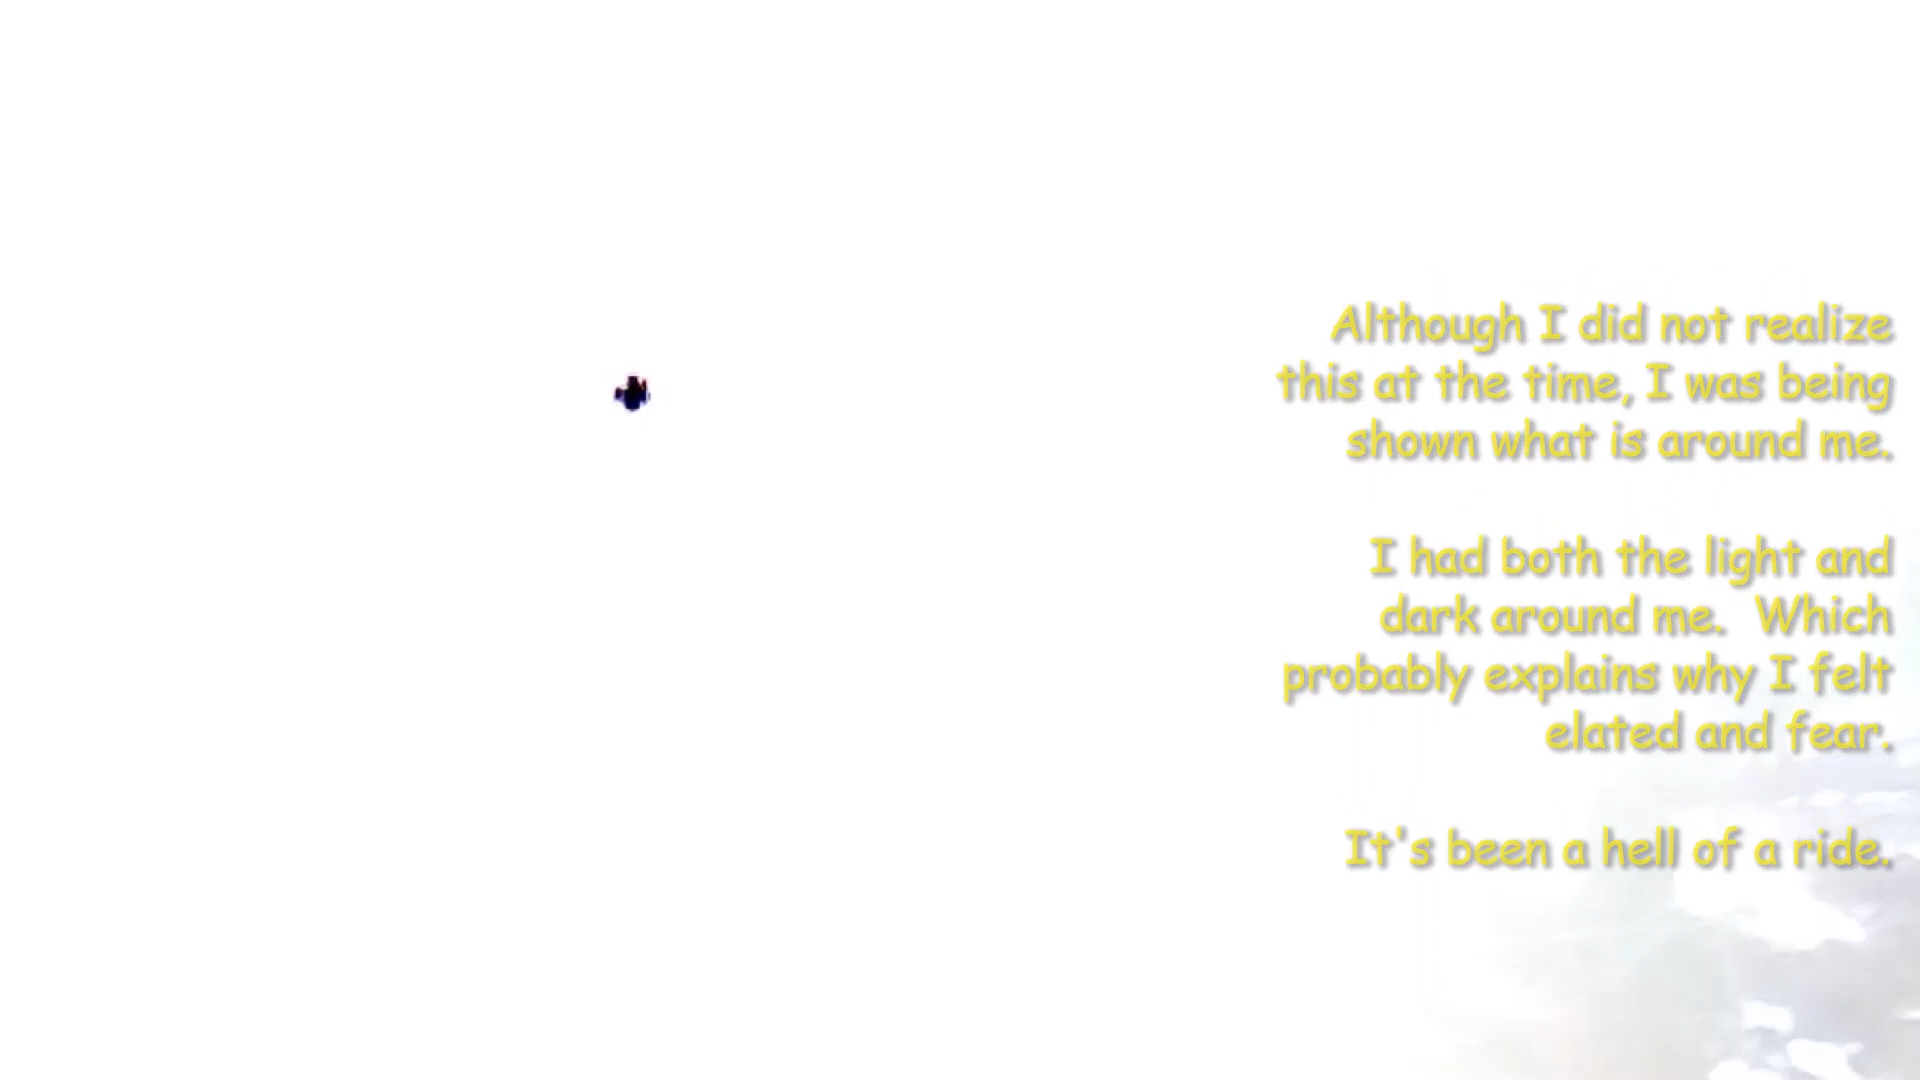 Although I did not realize
this at the time, I was being
shown what is around me.
I had both the light and
dark around me.  Which
probably explains why I felt
elated and fear.
It's been a hell of a ride.